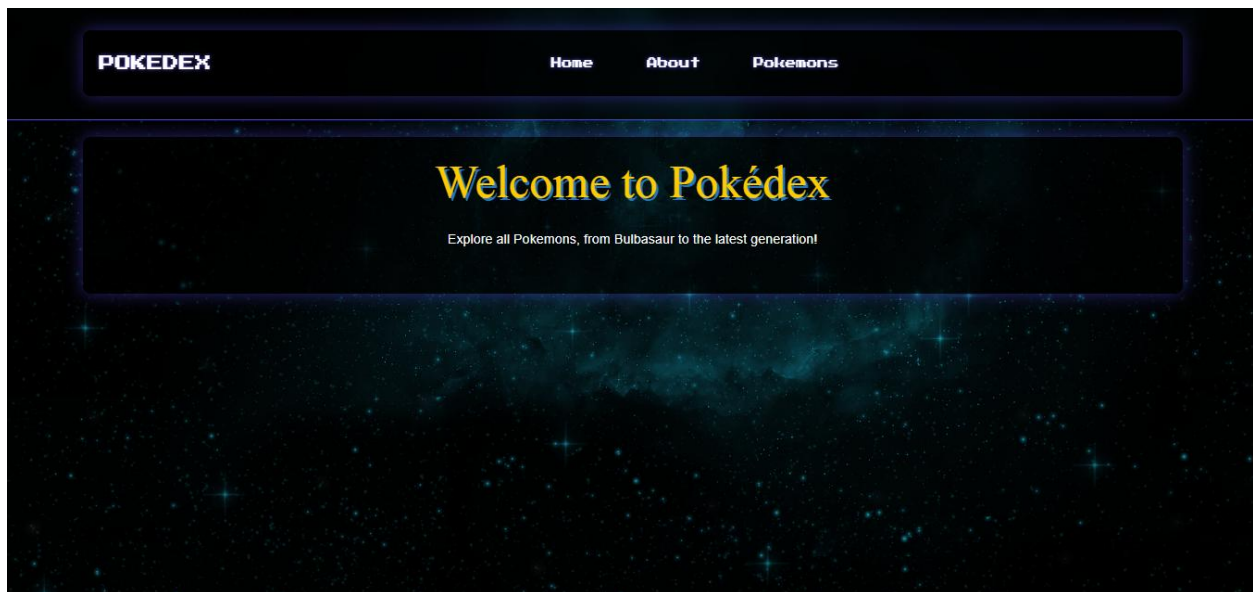 POKEDEX Home About Pokemons
Welcome to Pokédex
Explore all Pokemons, from Bulbasaur to the latest generation!